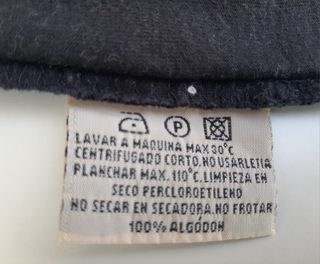 P
LAVAR A MAQUINA MAX 30°C
CENTRIFUGADO CORTO. NO USAR LEJIA
PLANCHAR MAX. 110°C. LIMPIEZA EN
SECO PERCLOROETILENO
NO SECAR EN SECADORA. NO FROTAR
100% ALGODON